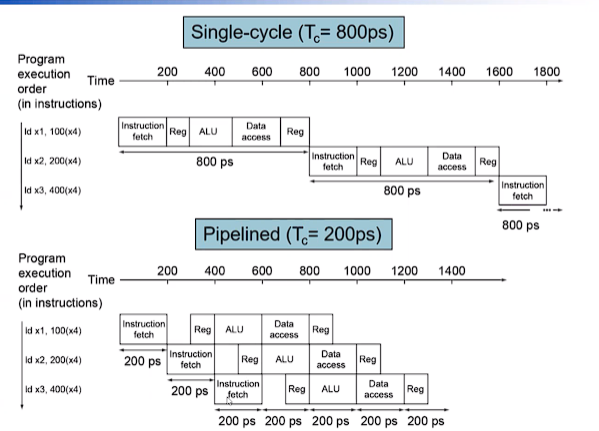 Single-cycle (Tc= 800ps)
Program
execution
order
(in instructions)
Time
200 400 600 800 1000 1200 1400 1600 1800
ld x1, 100(x4)
Instruction
fetch
Reg
ALU
Data
access
Reg
800 ps
ld x2, 200(x4)
Instruction
fetch
Reg
ALU
Data
access
Reg
800 ps
ld x3, 400(x4)
Instruction
fetch
...
800 ps
Pipelined (Tc= 200ps)
Program
execution
order
(in instructions)
Time
200 400 600 800 1000 1200 1400
ld x1, 100(x4)
Instruction
fetch
Reg
ALU
Data
access
Reg
ld x2, 200(x4)
200 ps
Instruction
fetch
Reg
ALU
Data
access
Reg
ld x3, 400(x4)
200 ps
Instruction
fetch
Reg
ALU
Data
access
Reg
200 ps 200 ps 200 ps 200 ps 200 ps